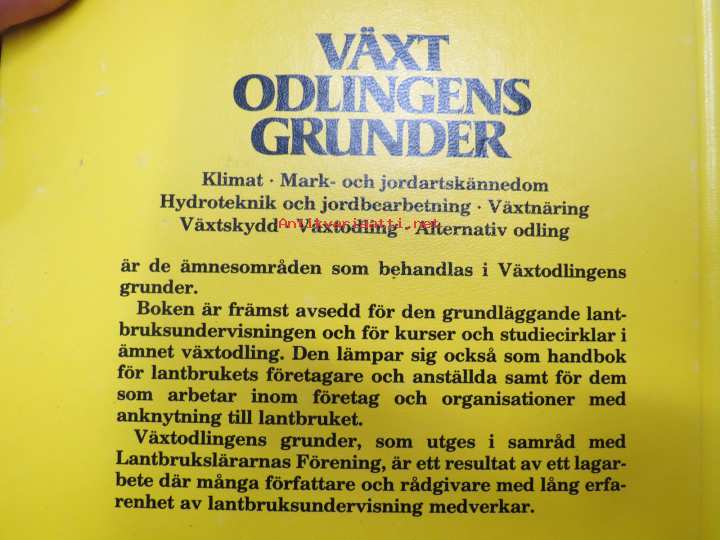 VÄXT
ODLINGENS
GRUNDER
Klimat · Mark- och jordartskännedom
Hydroteknik och jordbearbetning · Växtnäring
Växtskydd · Växtodling · Alternativ odling
Antikvariaatti.net
är de ämnesområden som behandlas i Växtodlingens
grunder.
Boken är främst avsedd för den grundläggande lant-
bruksundervisningen och för kurser och studiecirklar i
ämnet växtodling. Den lämpar sig också som handbok
för lantbrukets företagare och anställda samt för dem
som arbetar inom företag och organisationer med
anknytning till lantbruket.
Växtodlingens grunder, som utges i samråd med
Lantbrukslärarnas Förening, är ett resultat av ett lagar-
bete där många författare och rådgivare med lång erfa-
renhet av lantbruksundervisning medverkar.